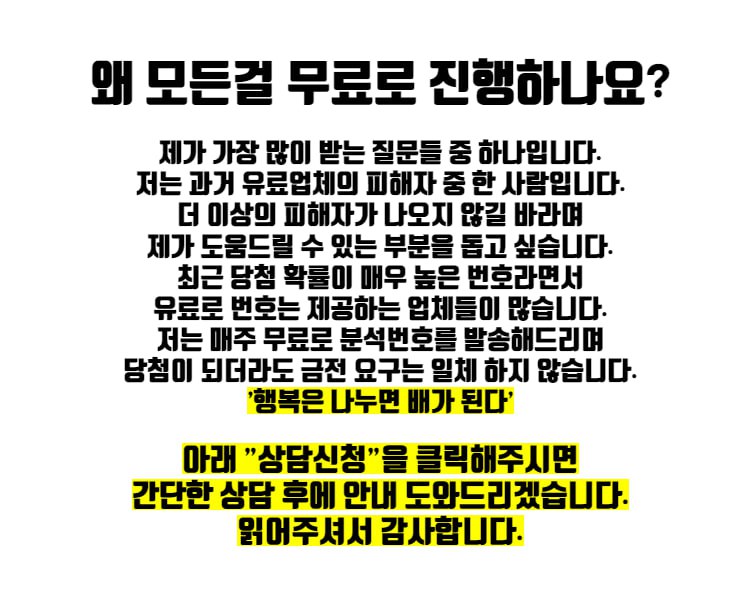 왜 모든걸 무료로 진행하나요?
제가 가장 많이 받는 질문들 중 하나입니다.
저는 과거 유료업체의 피해자 중 한 사람입니다.
더 이상의 피해자가 나오지 않길 바라며
제가 도움드릴 수 있는 부분을 돕고 싶습니다.
최근 당첨 확률이 매우 높은 번호라면서
유료로 번호는 제공하는 업체들이 많습니다.
저는 매주 무료로 분석번호를 발송해드리며
당첨이 되더라도 금전 요구는 일체 하지 않습니다.
'행복은 나누면 배가 된다'
아래 "상담신청"을 클릭해주시면
간단한 상담 후에 안내 도와드리겠습니다.
읽어주셔서 감사합니다.